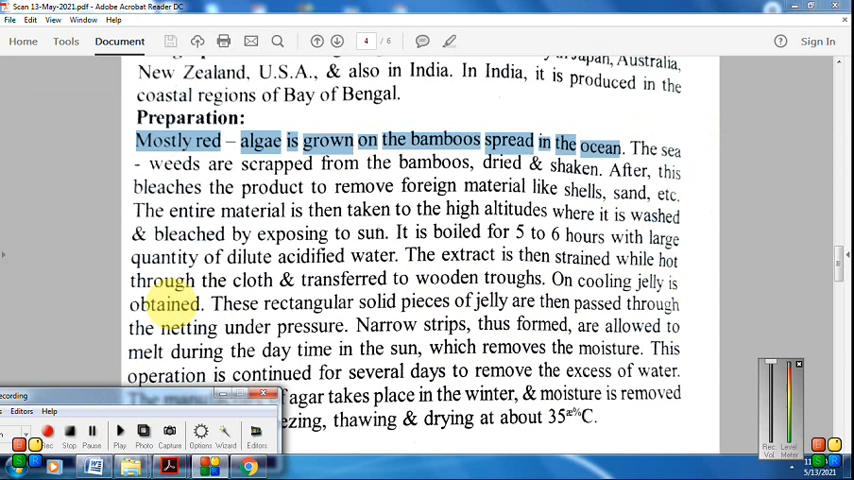 Scan 13-May-2021.pdf - Adobe Acrobat Reader DC
File Edit View Window Help
Home Tools Document 4 / 6 Sign In
in Japan, Australia,
New Zealand, U.S.A., & also in India. In India, it is produced in the
coastal regions of Bay of Bengal.
Preparation:
Mostly red – algae is grown on the bamboos spread in the ocean. The sea
- weeds are scrapped from the bamboos, dried & shaken. After, this
bleaches the product to remove foreign material like shells, sand, etc.
The entire material is then taken to the high altitudes where it is washed
& bleached by exposing to sun. It is boiled for 5 to 6 hours with large
quantity of dilute acidified water. The extract is then strained while hot
through the cloth & transferred to wooden troughs. On cooling jelly is
obtained. These rectangular solid pieces of jelly are then passed through
the netting under pressure. Narrow strips, thus formed, are allowed to
melt during the day time in the sun, which removes the moisture. This
operation is continued for several days to remove the excess of water.
agar takes place in the winter, & moisture is removed
thawing & drying at about 35æ%C.
ecording
Editors Help
Rec Stop Pause Play Photo Capture Options Wizard Editors
Rec. Vol Level Meter
5/13/2021